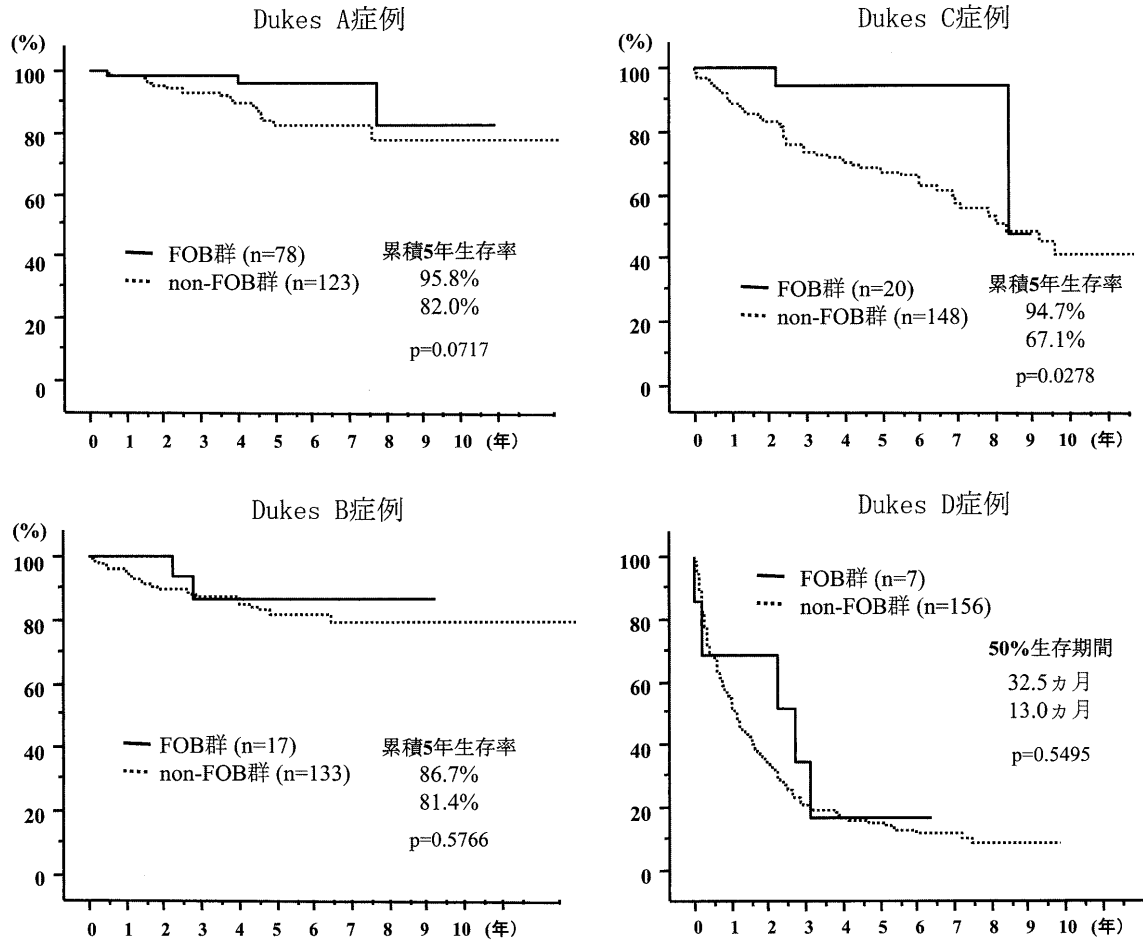 Dukes A症例
(%)
100
80
60
40
20
0
FOB群 (n=78)
non-FOB群 (n=123)
累積5年生存率
95.8%
82.0%
p=0.0717
0 1 2 3 4 5 6 7 8 9 10 (年)
Dukes C症例
(%)
100
80
60
40
20
0
FOB群 (n=20)
non-FOB群 (n=148)
累積5年生存率
94.7%
67.1%
p=0.0278
0 1 2 3 4 5 6 7 8 9 10 (年)
Dukes B症例
(%)
100
80
60
40
20
0
FOB群 (n=17)
non-FOB群 (n=133)
累積5年生存率
86.7%
81.4%
p=0.5766
0 1 2 3 4 5 6 7 8 9 10 (年)
Dukes D症例
100
80
60
40
20
0
FOB群 (n=7)
non-FOB群 (n=156)
50%生存期間
32.5ヵ月
13.0ヵ月
p=0.5495
0 1 2 3 4 5 6 7 8 9 10 (年)